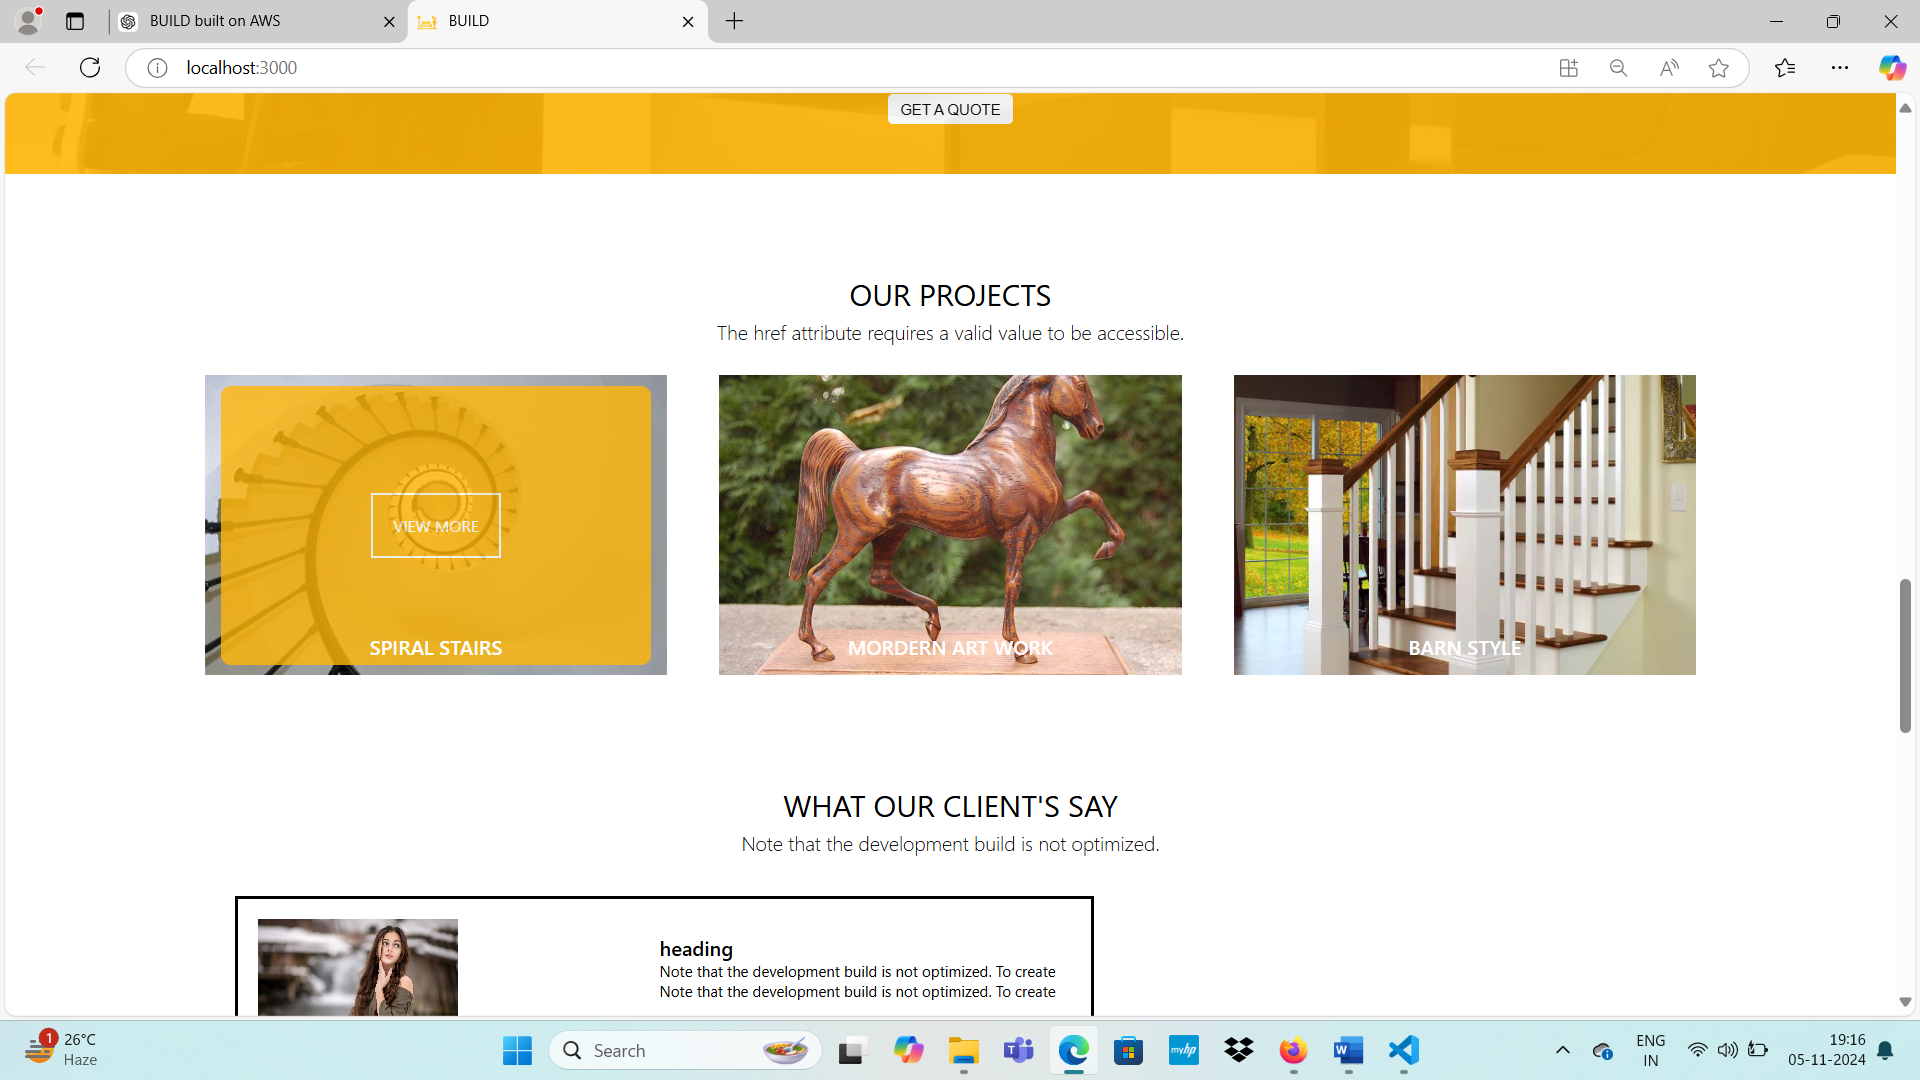 BUILD built on AWS
BUILD
localhost:3000
GET A QUOTE
OUR PROJECTS
The href attribute requires a valid value to be accessible.
VIEW MORE
SPIRAL STAIRS
MORDERN ART WORK
BARN STYLE
WHAT OUR CLIENT'S SAY
Note that the development build is not optimized.
heading
Note that the development build is not optimized. To create
Note that the development build is not optimized. To create
1
26°C
Haze
Search
myhp
ENG
IN
19:16
05-11-2024